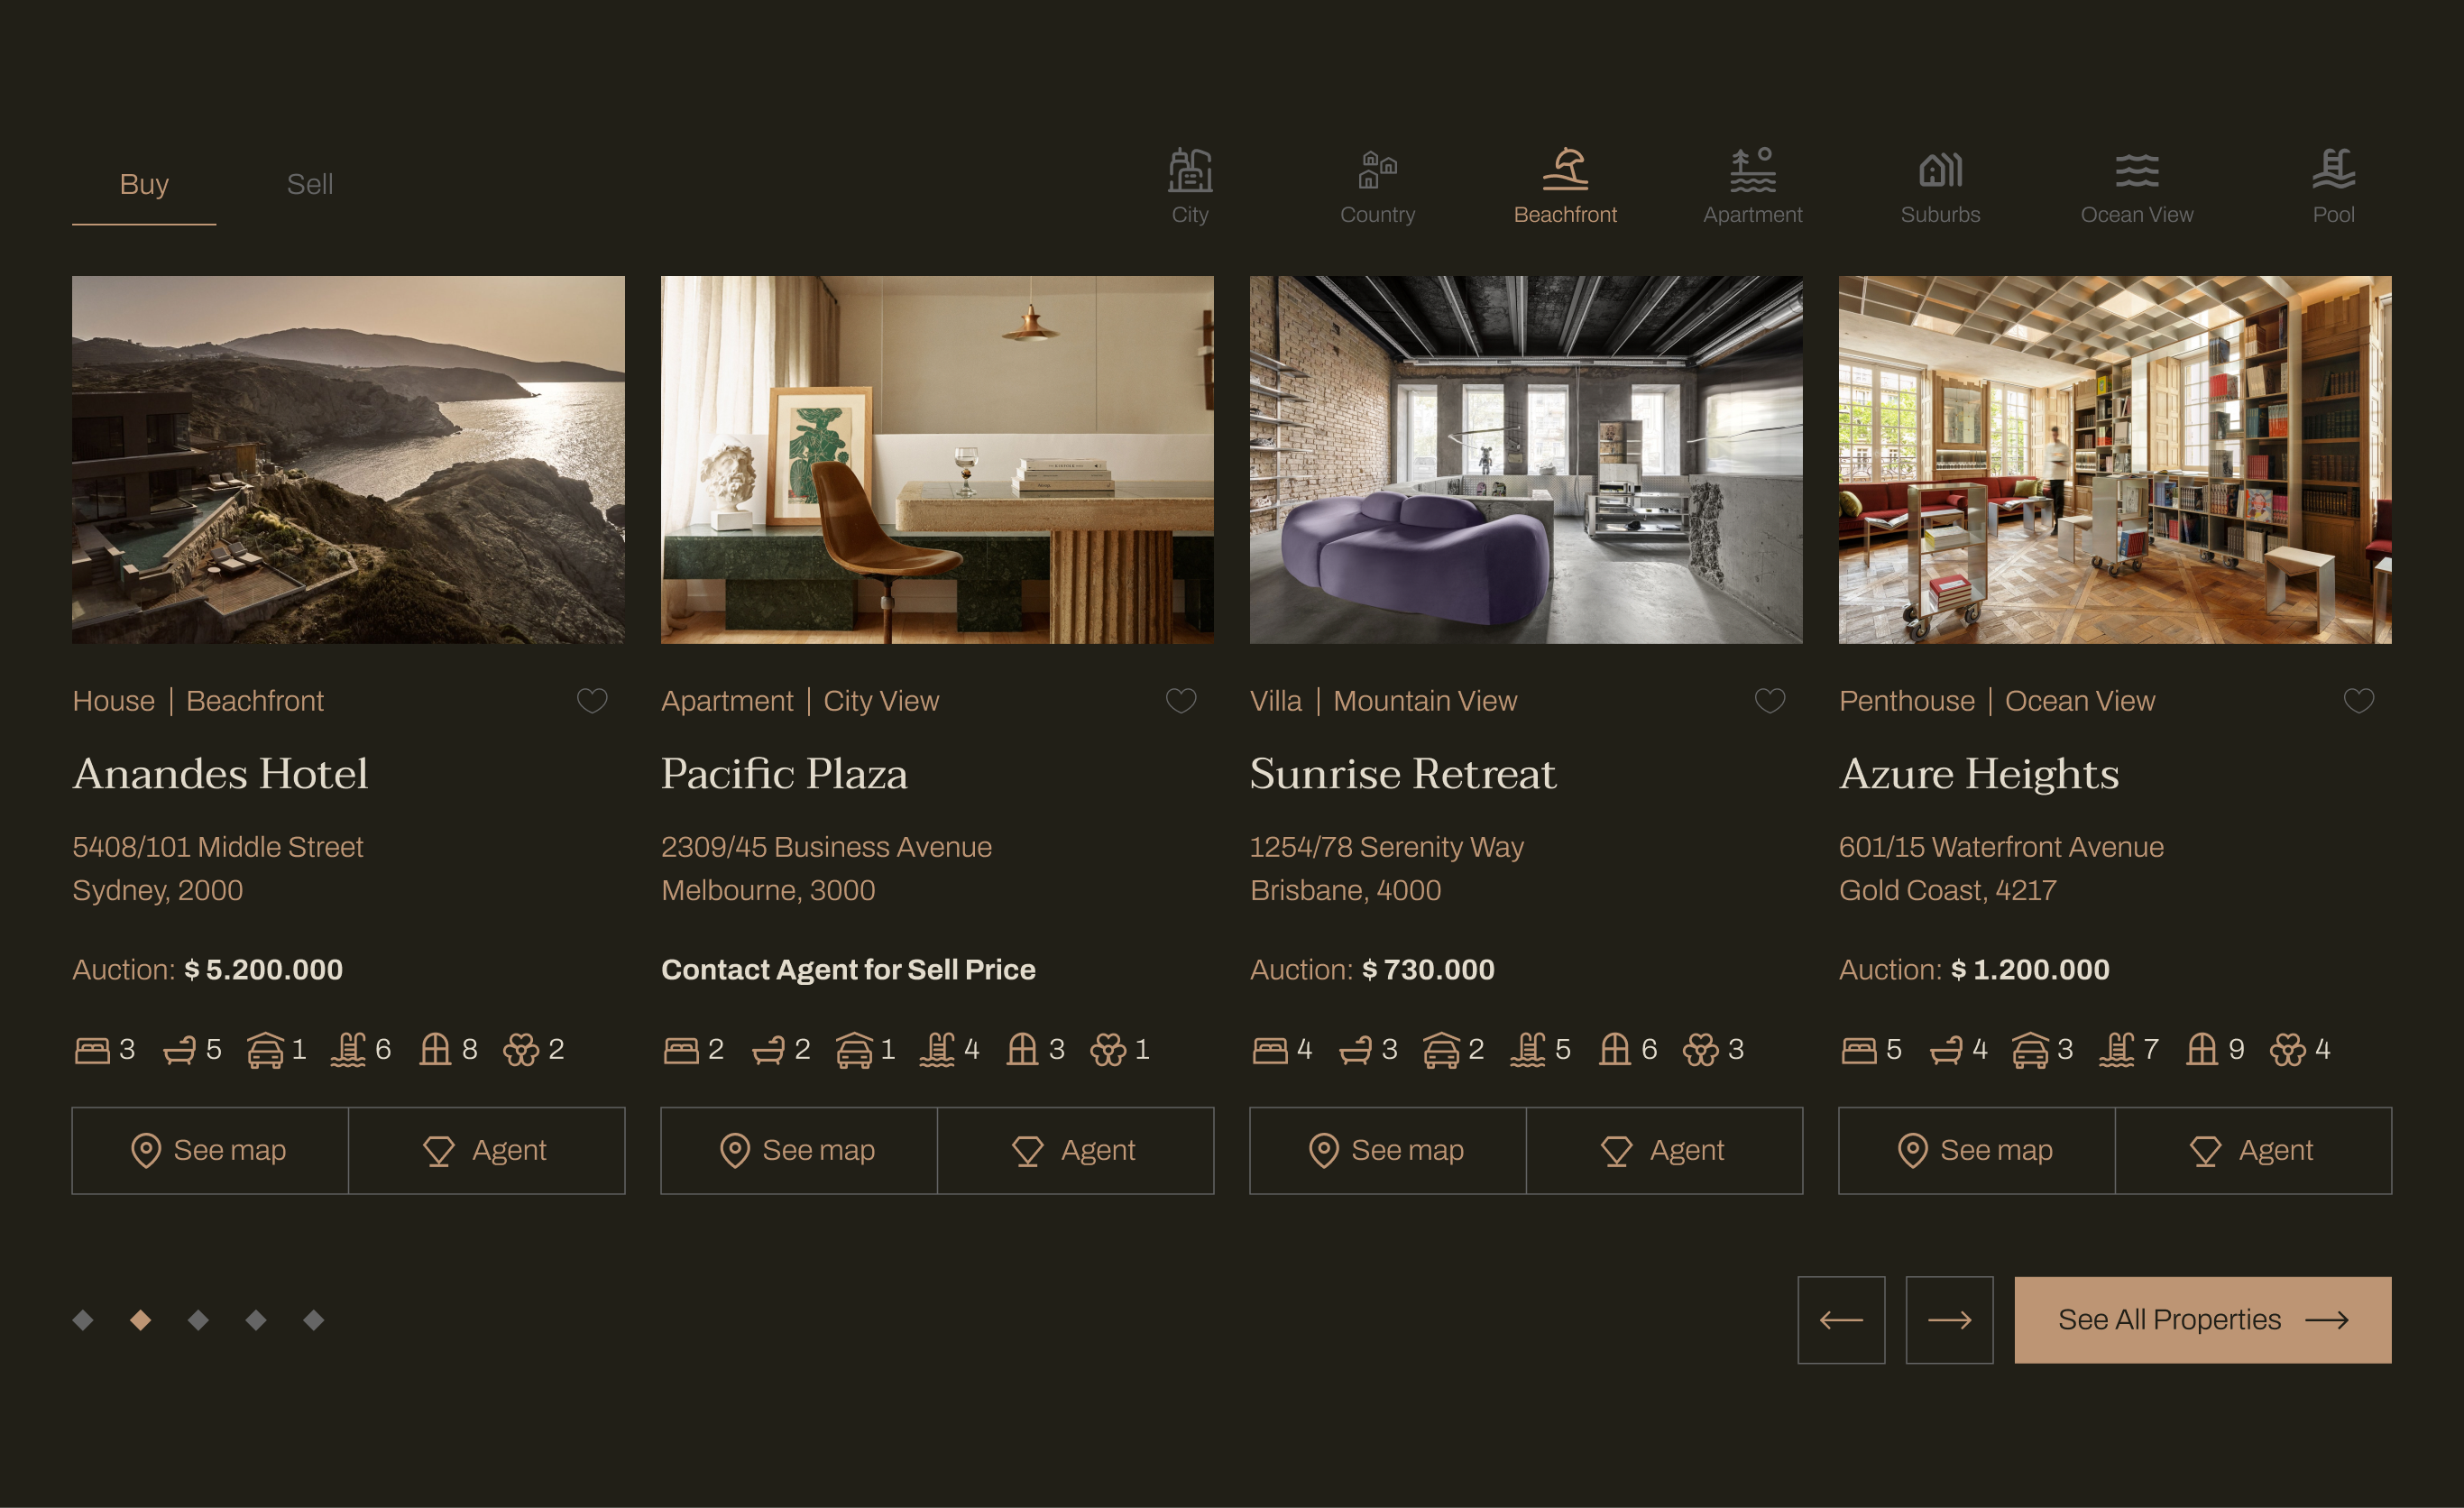 Buy
Sell
City
Country
Beachfront
Apartment
Suburbs
Ocean View
Pool
House | Beachfront
Anandes Hotel
5408/101 Middle Street
Sydney, 2000
Auction: $ 5.200.000
3 5 1 6 8 2
See map
Agent
Apartment | City View
Pacific Plaza
2309/45 Business Avenue
Melbourne, 3000
Contact Agent for Sell Price
2 2 1 4 3 1
See map
Agent
Villa | Mountain View
Sunrise Retreat
1254/78 Serenity Way
Brisbane, 4000
Auction: $ 730.000
4 3 2 5 6 3
See map
Agent
Penthouse | Ocean View
Azure Heights
601/15 Waterfront Avenue
Gold Coast, 4217
Auction: $ 1.200.000
5 4 3 7 9 4
See map
Agent
See All Properties